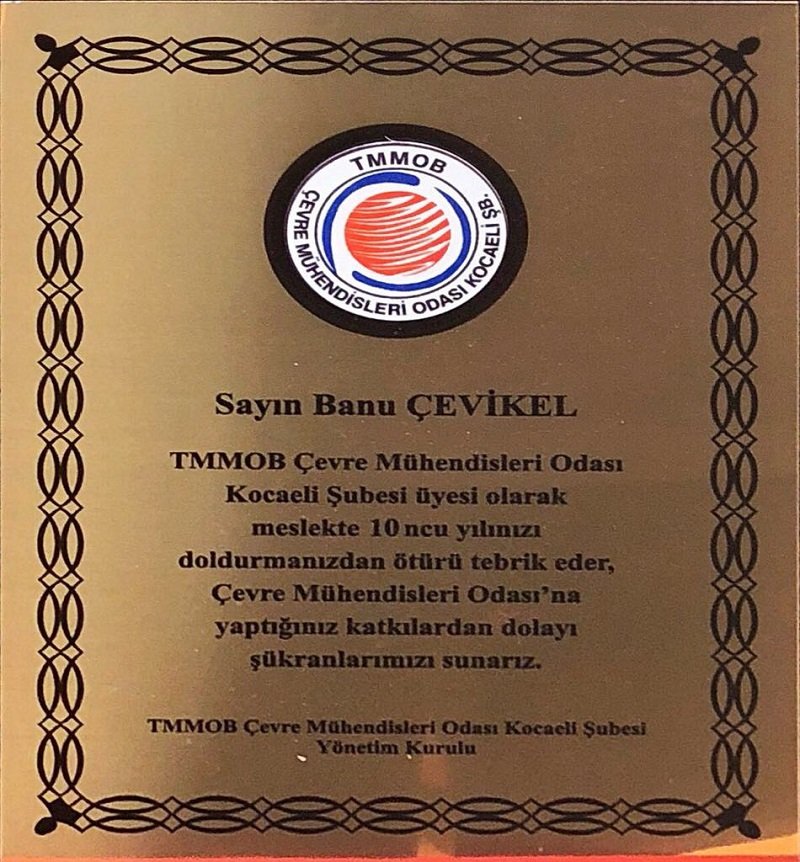 TMMOB
ÇEVRE MÜHENDİSLERİ ODASI KOCAELİ ŞB.
Sayın Banu ÇEVİKEL
TMMOB Çevre Mühendisleri Odası
Kocaeli Şubesi üyesi olarak
meslekte 10 ncu yılınızı
doldurmanızdan ötürü tebrik eder,
Çevre Mühendisleri Odası’na
yaptığınız katkılardan dolayı
şükranlarımızı sunarız.
TMMOB Çevre Mühendisleri Odası Kocaeli Şubesi
Yönetim Kurulu